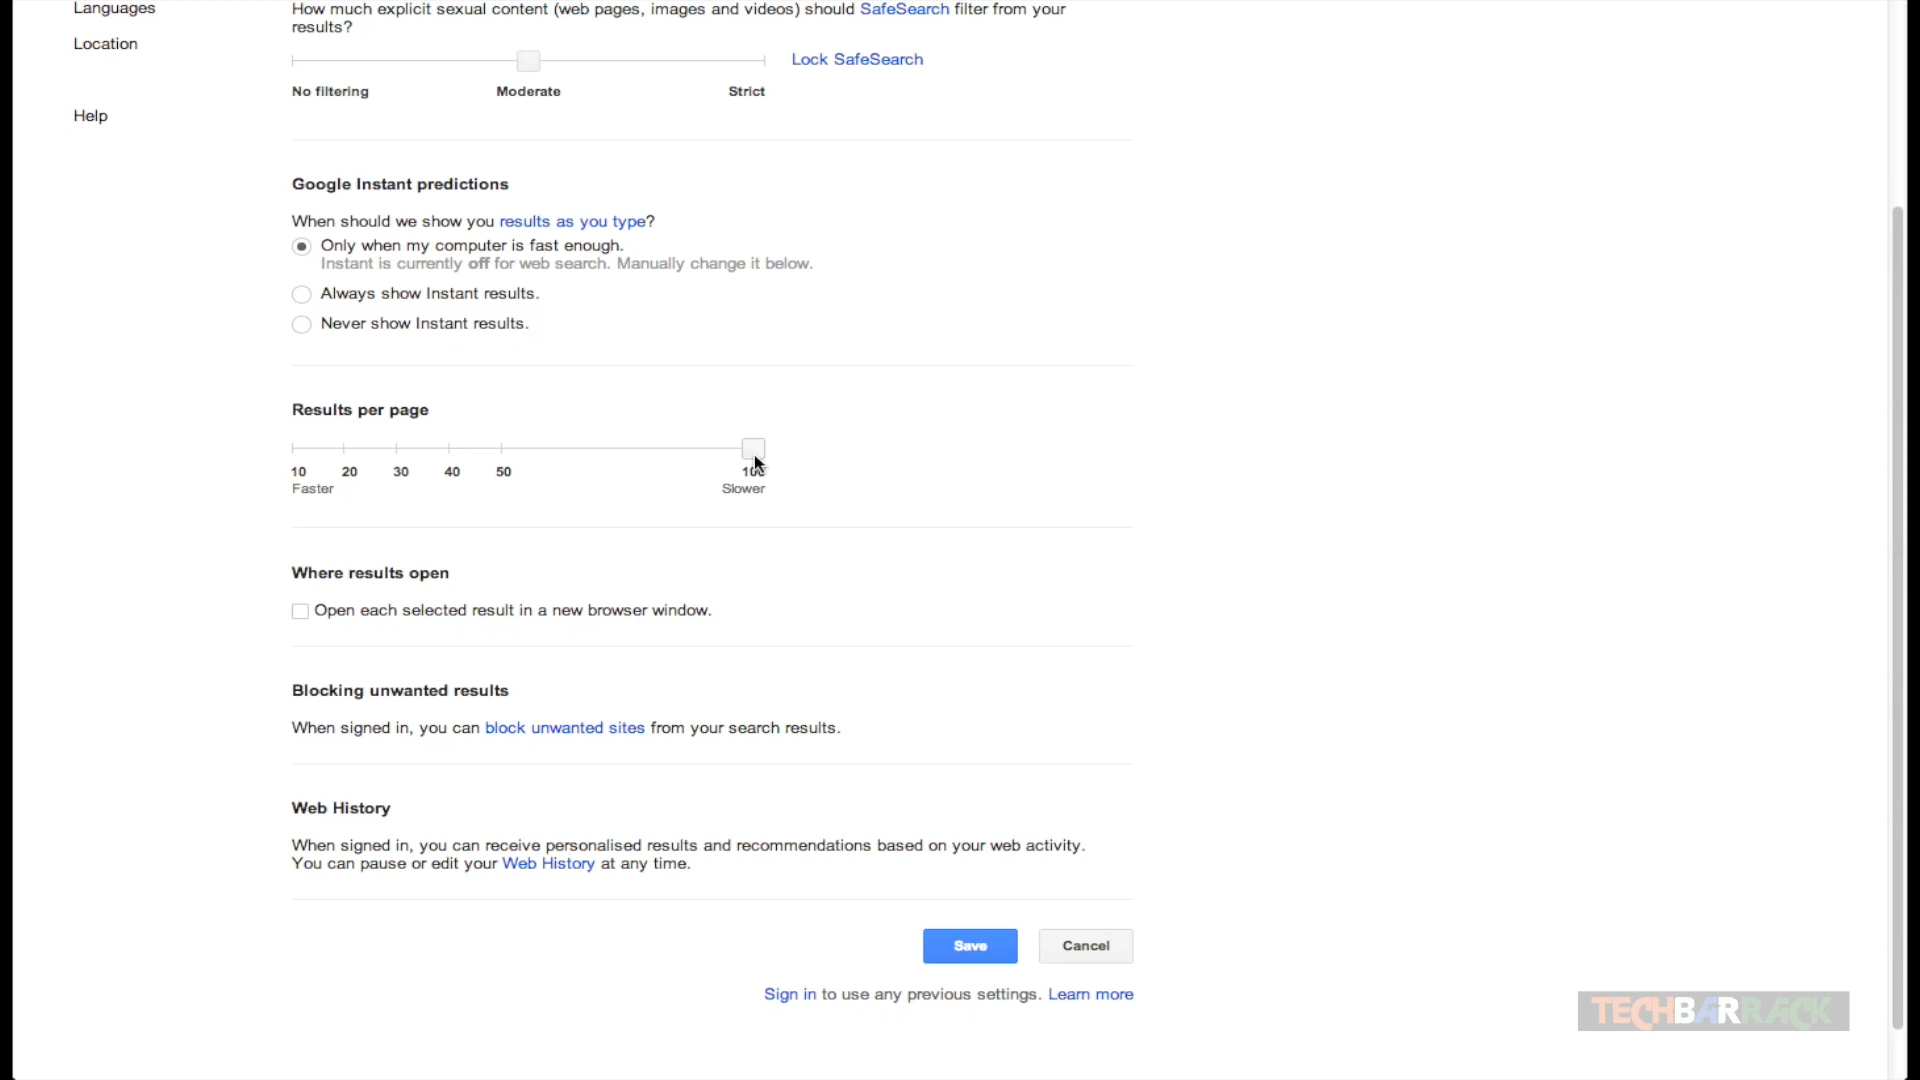 Languages
How much explicit sexual content (web pages, images and videos) should SafeSearch filter from your
results?
Location
Lock SafeSearch
No filtering Moderate Strict
Help
Google Instant predictions
When should we show you results as you type?
Only when my computer is fast enough.
Instant is currently off for web search. Manually change it below.
Always show Instant results.
Never show Instant results.
Results per page
10 20 30 40 50 100
Faster Slower
Where results open
Open each selected result in a new browser window.
Blocking unwanted results
When signed in, you can block unwanted sites from your search results.
Web History
When signed in, you can receive personalised results and recommendations based on your web activity.
You can pause or edit your Web History at any time.
Save Cancel
Sign in to use any previous settings. Learn more
TECHBARRACK